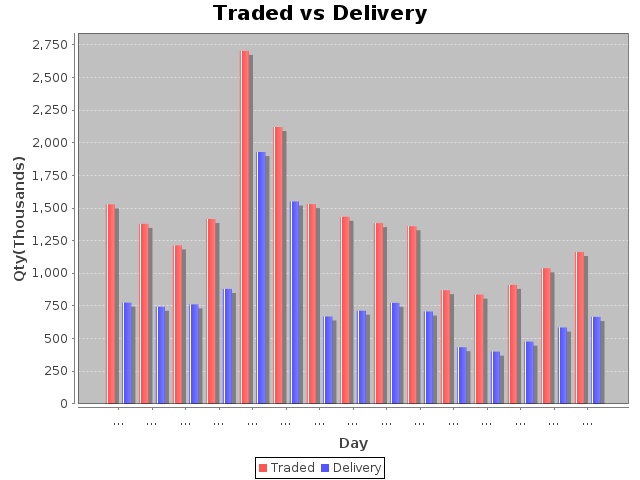 Traded vs Delivery
Qty(Thousands)
2,750
2,500
2,250
2,000
1,750
1,500
1,250
1,000
750
500
250
0
... ... ... ... ... ... ... ... ... ... ... ... ... ... ...
Day
Traded Delivery